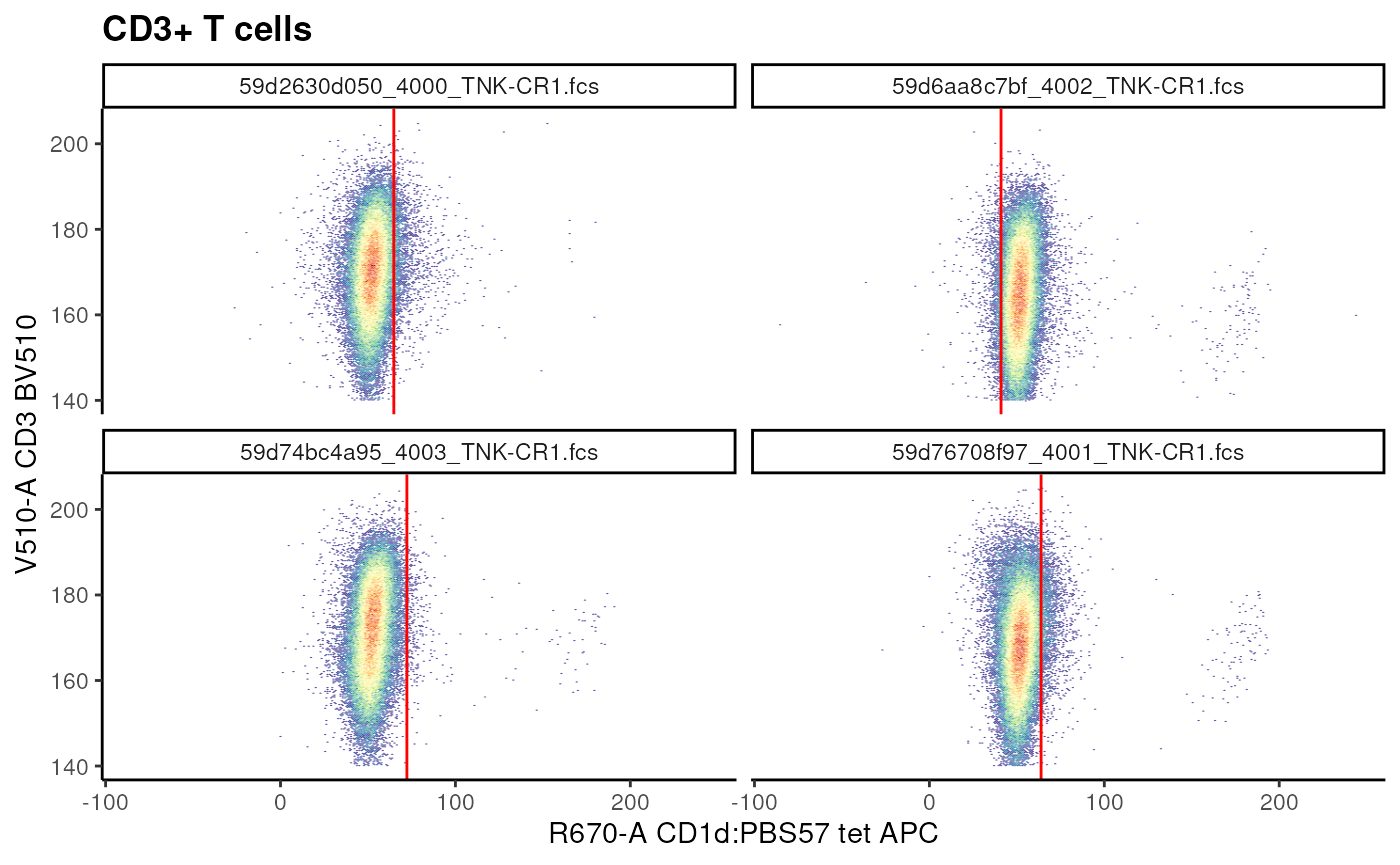 CD3+ T cells
59d2630d050_4000_TNK-CR1.fcs
59d6aa8c7bf_4002_TNK-CR1.fcs
200
180
160
140
59d74bc4a95_4003_TNK-CR1.fcs
59d76708f97_4001_TNK-CR1.fcs
200
180
160
140
-100 0 100 200 -100 0 100 200
R670-A CD1d:PBS57 tet APC
V510-A CD3 BV510